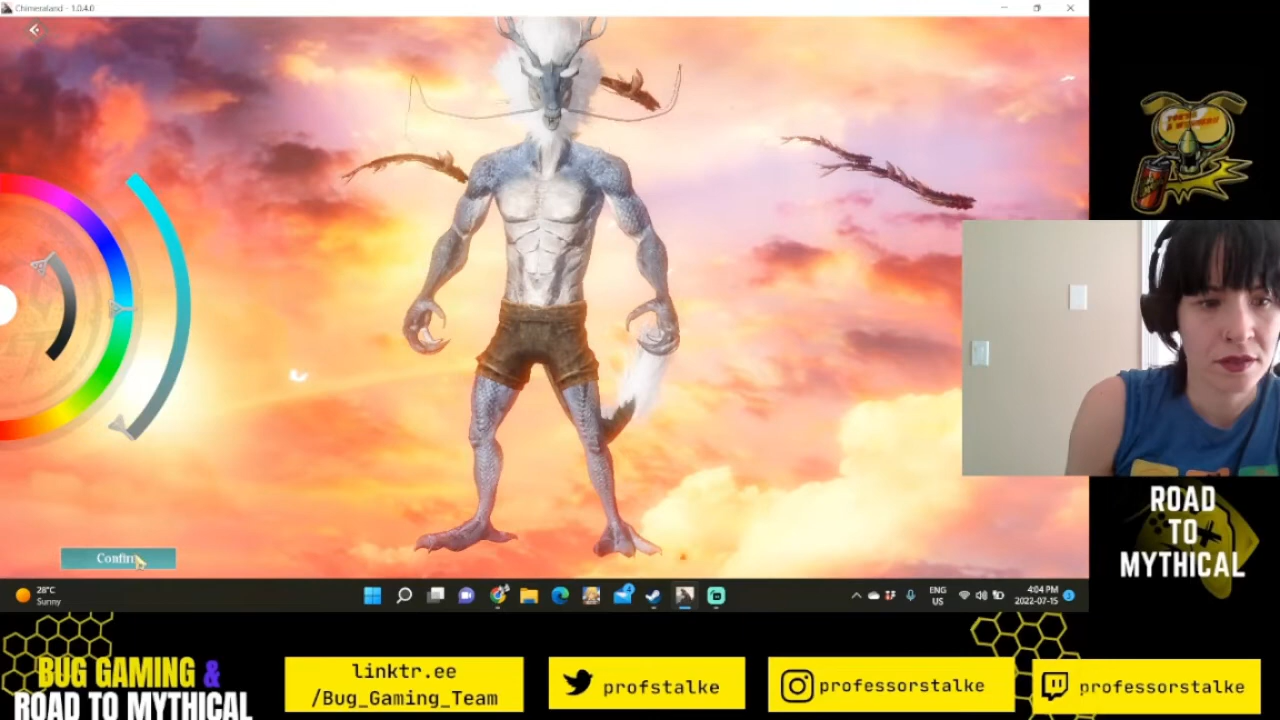 Chimeraland - 1.0.4.0
Confirm
28°C
Sunny
ENG
US
4:04 PM
2022-07-15
ROAD
TO
MYTHICAL
BUG GAMING &
ROAD TO MYTHICAL
linktr.ee
/Bug_Gaming_Team
profstalke
professorstalke
professorstalke